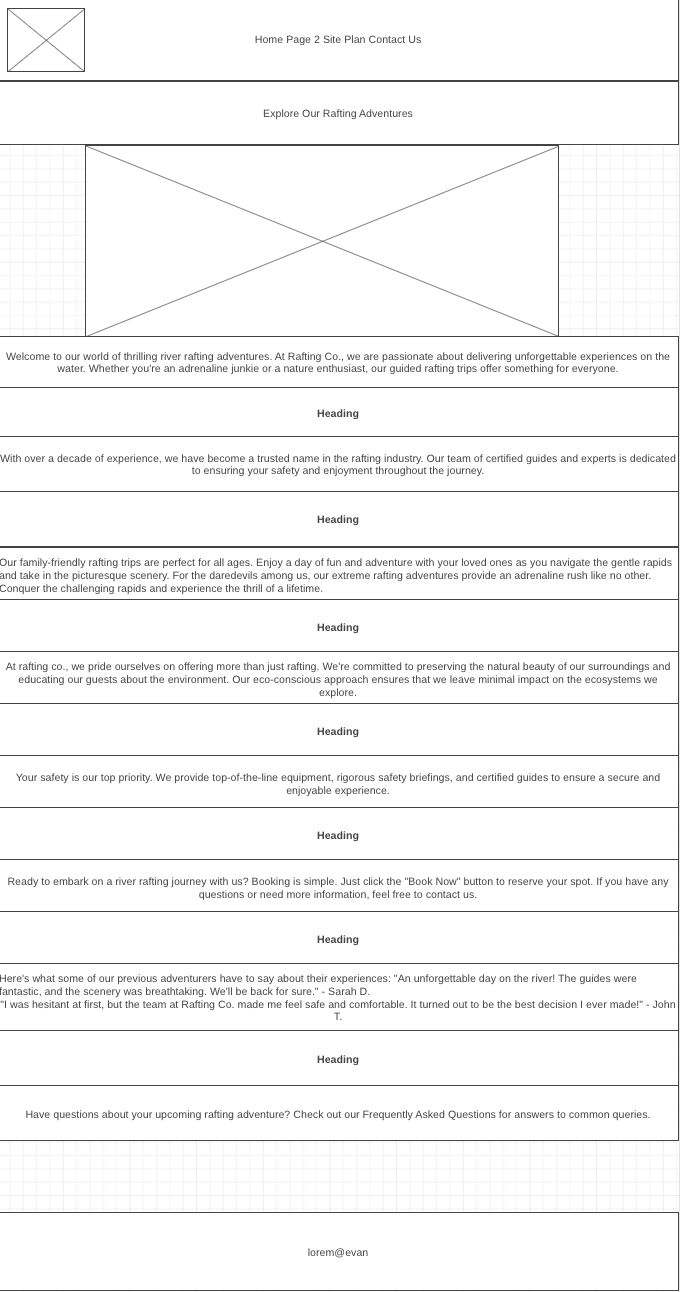 Home Page 2 Site Plan Contact Us
Explore Our Rafting Adventures
Welcome to our world of thrilling river rafting adventures. At Rafting Co., we are passionate about delivering unforgettable experiences on the
water. Whether you're an adrenaline junkie or a nature enthusiast, our guided rafting trips offer something for everyone.
Heading
With over a decade of experience, we have become a trusted name in the rafting industry. Our team of certified guides and experts is dedicated
to ensuring your safety and enjoyment throughout the journey.
Heading
Our family-friendly rafting trips are perfect for all ages. Enjoy a day of fun and adventure with your loved ones as you navigate the gentle rapids
and take in the picturesque scenery. For the daredevils among us, our extreme rafting adventures provide an adrenaline rush like no other.
Conquer the challenging rapids and experience the thrill of a lifetime.
Heading
At rafting co., we pride ourselves on offering more than just rafting. We're committed to preserving the natural beauty of our surroundings and
educating our guests about the environment. Our eco-conscious approach ensures that we leave minimal impact on the ecosystems we
explore.
Heading
Your safety is our top priority. We provide top-of-the-line equipment, rigorous safety briefings, and certified guides to ensure a secure and
enjoyable experience.
Heading
Ready to embark on a river rafting journey with us? Booking is simple. Just click the "Book Now" button to reserve your spot. If you have any
questions or need more information, feel free to contact us.
Heading
Here's what some of our previous adventurers have to say about their experiences: "An unforgettable day on the river! The guides were
fantastic, and the scenery was breathtaking. We'll be back for sure." - Sarah D.
"I was hesitant at first, but the team at Rafting Co. made me feel safe and comfortable. It turned out to be the best decision I ever made!" - John
T.
Heading
Have questions about your upcoming rafting adventure? Check out our Frequently Asked Questions for answers to common queries.
lorem@evan